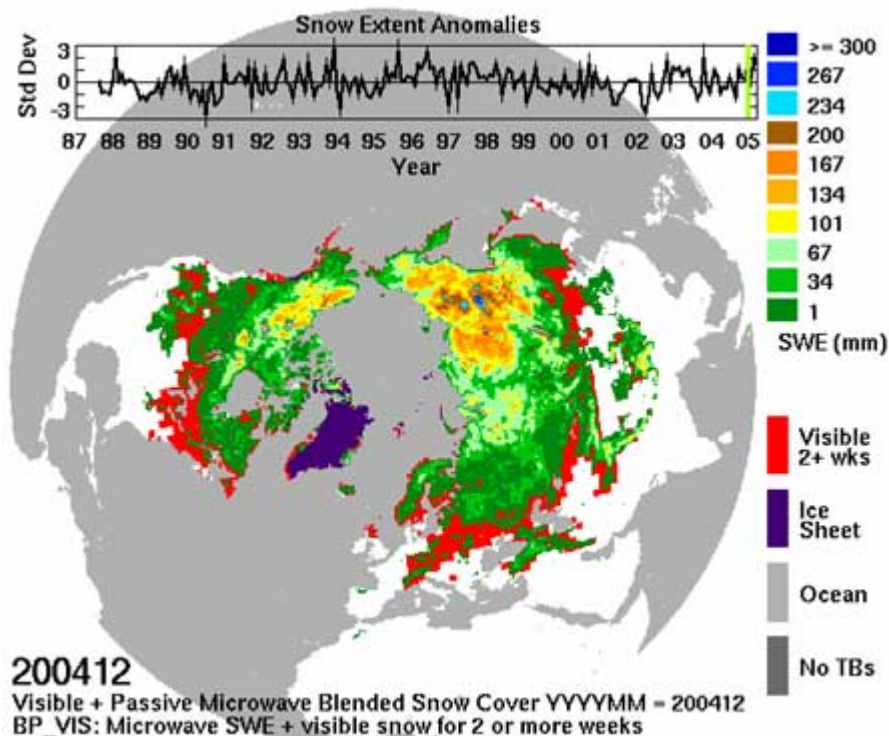 Snow Extent Anomalies
Std Dev
3
0
-3
87 88 89 90 91 92 93 94 95 96 97 98 00 01 02 03 04 05
Year
>= 300
267
234
200
167
134
101
67
34
1
SWE (mm)
Visible
2+ wks
Ice
Sheet
Ocean
No TBs
200412
Visible + Passive Microwave Blended Snow Cover YYYYMM = 200412
BP_VIS: Microwave SWE + visible snow for 2 or more weeks